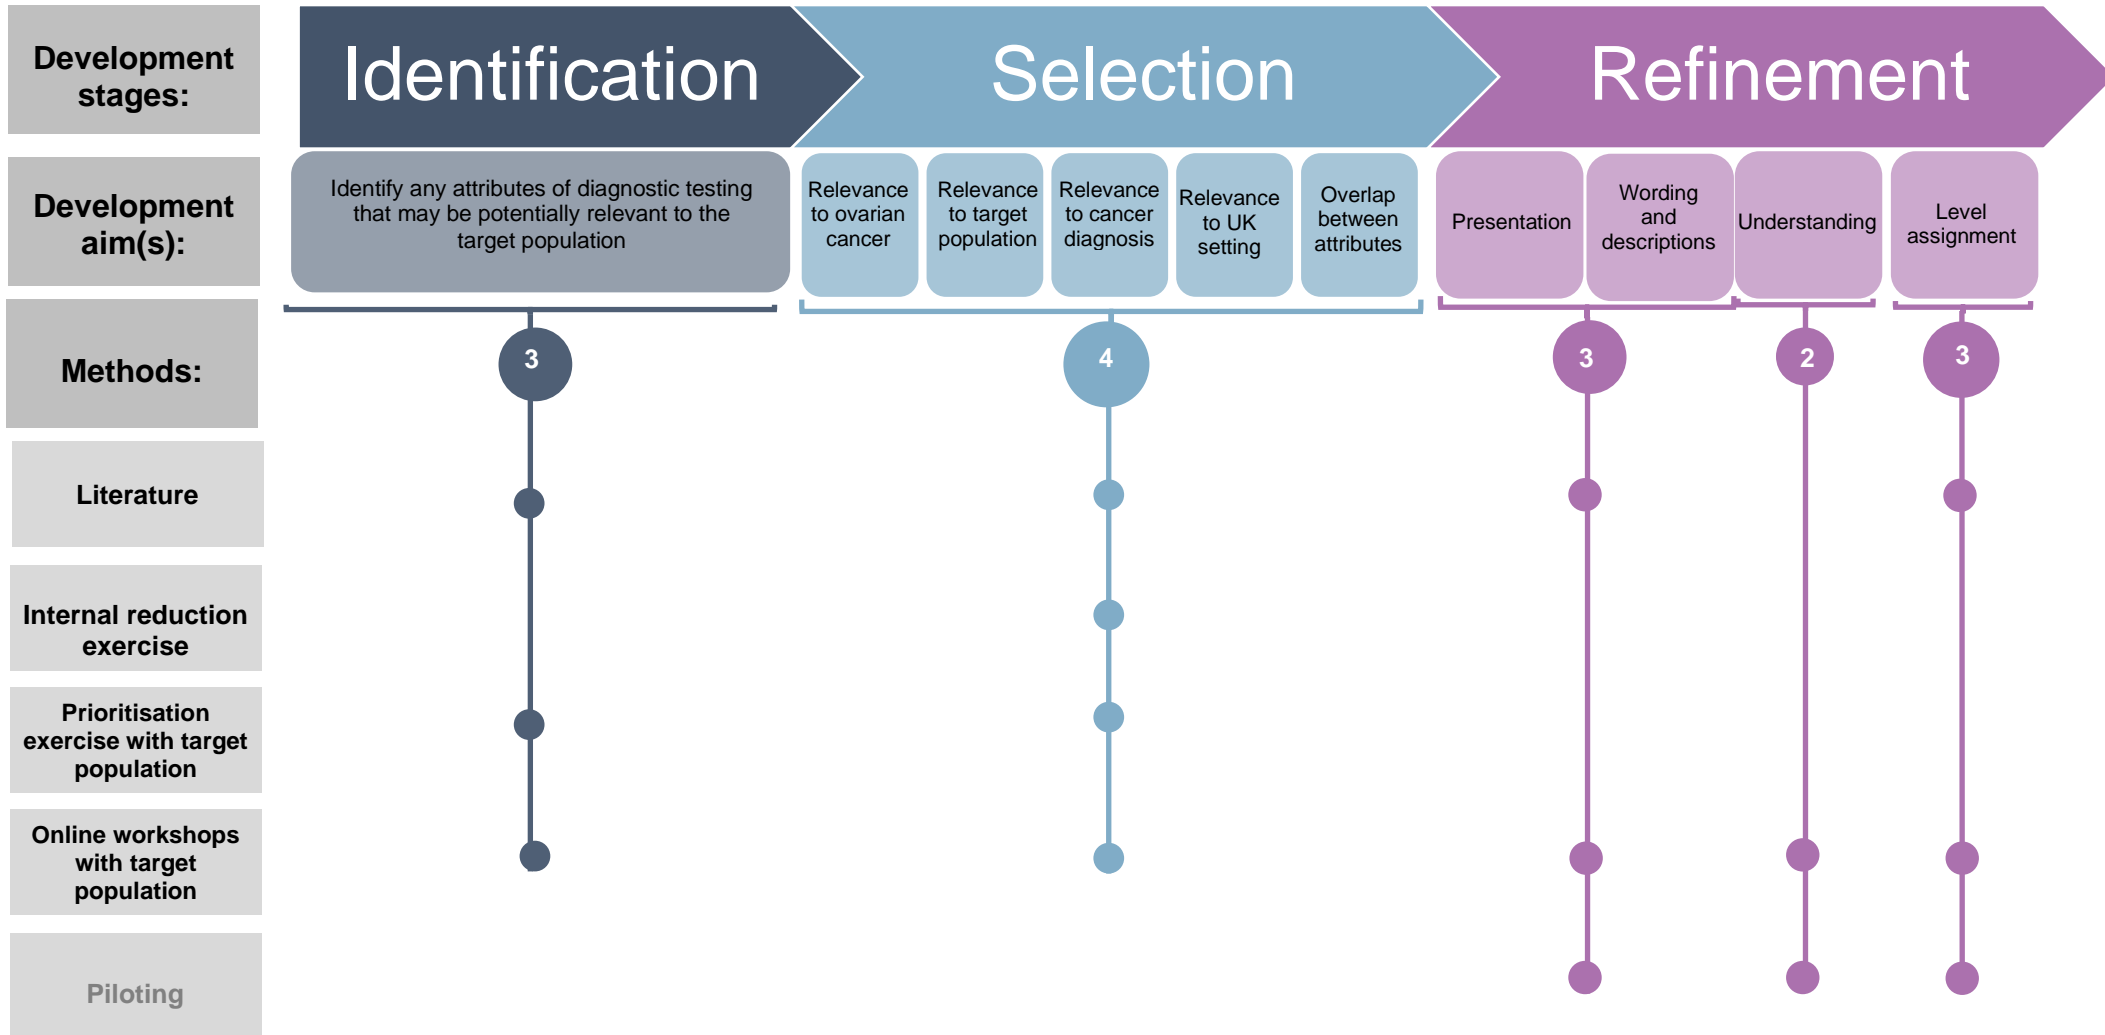 Development
stages:
Identification
Selection
Refinement
Development
aim(s):
Identify any attributes of diagnostic testing
that may be potentially relevant to the
target population
Relevance
to ovarian
cancer
Relevance
to target
population
Relevance
to cancer
diagnosis
Relevance
to UK
setting
Overlap
between
attributes
Presentation
Wording
and
descriptions
Understanding
Level
assignment
Methods:
3
4
3
2
3
Literature
Internal reduction
exercise
Prioritisation
exercise with target
population
Online workshops
with target
population
Piloting